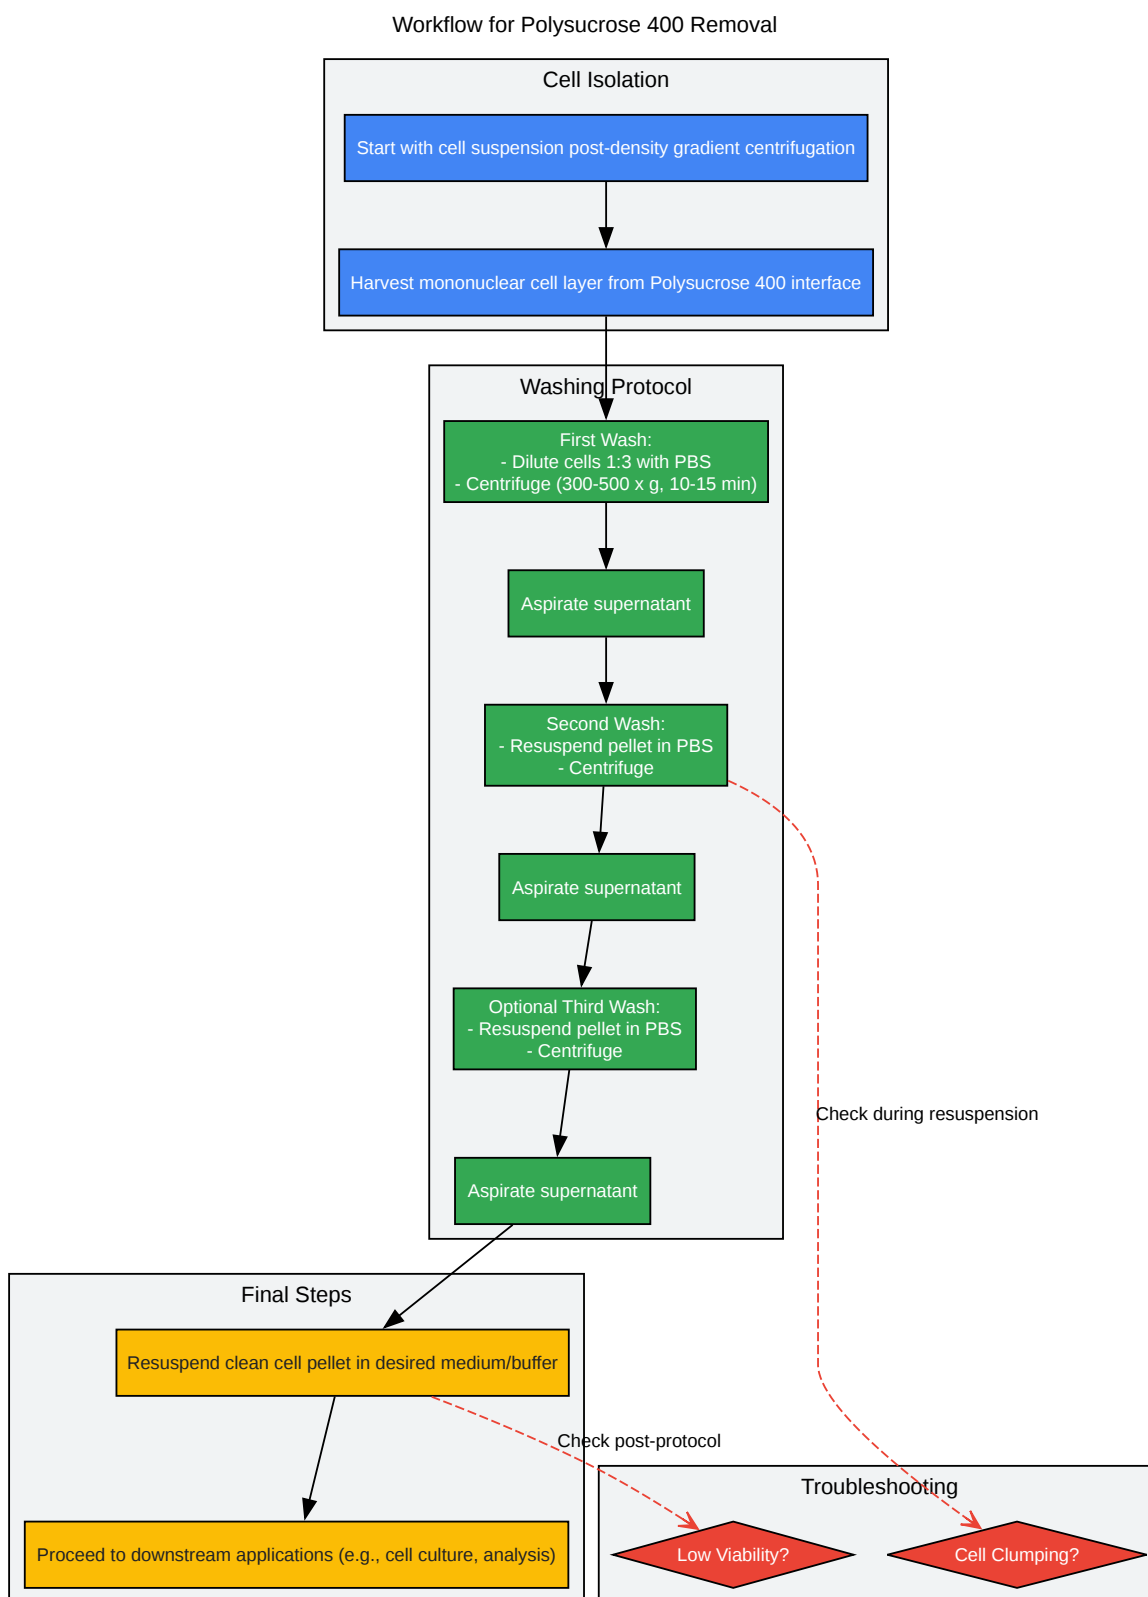 Workflow for Polysucrose 400 Removal
Cell Isolation
Start with cell suspension post-density gradient centrifugation
Harvest mononuclear cell layer from Polysucrose 400 interface
Washing Protocol
First Wash:
- Dilute cells 1:3 with PBS
- Centrifuge (300-500 x g, 10-15 min)
Aspirate supernatant
Second Wash:
- Resuspend pellet in PBS
- Centrifuge
Aspirate supernatant
Optional Third Wash:
- Resuspend pellet in PBS
- Centrifuge
Check during resuspension
Aspirate supernatant
Final Steps
Resuspend clean cell pellet in desired medium/buffer
Check post-protocol
Troubleshooting
Proceed to downstream applications (e.g., cell culture, analysis)
Low Viability?
Cell Clumping?